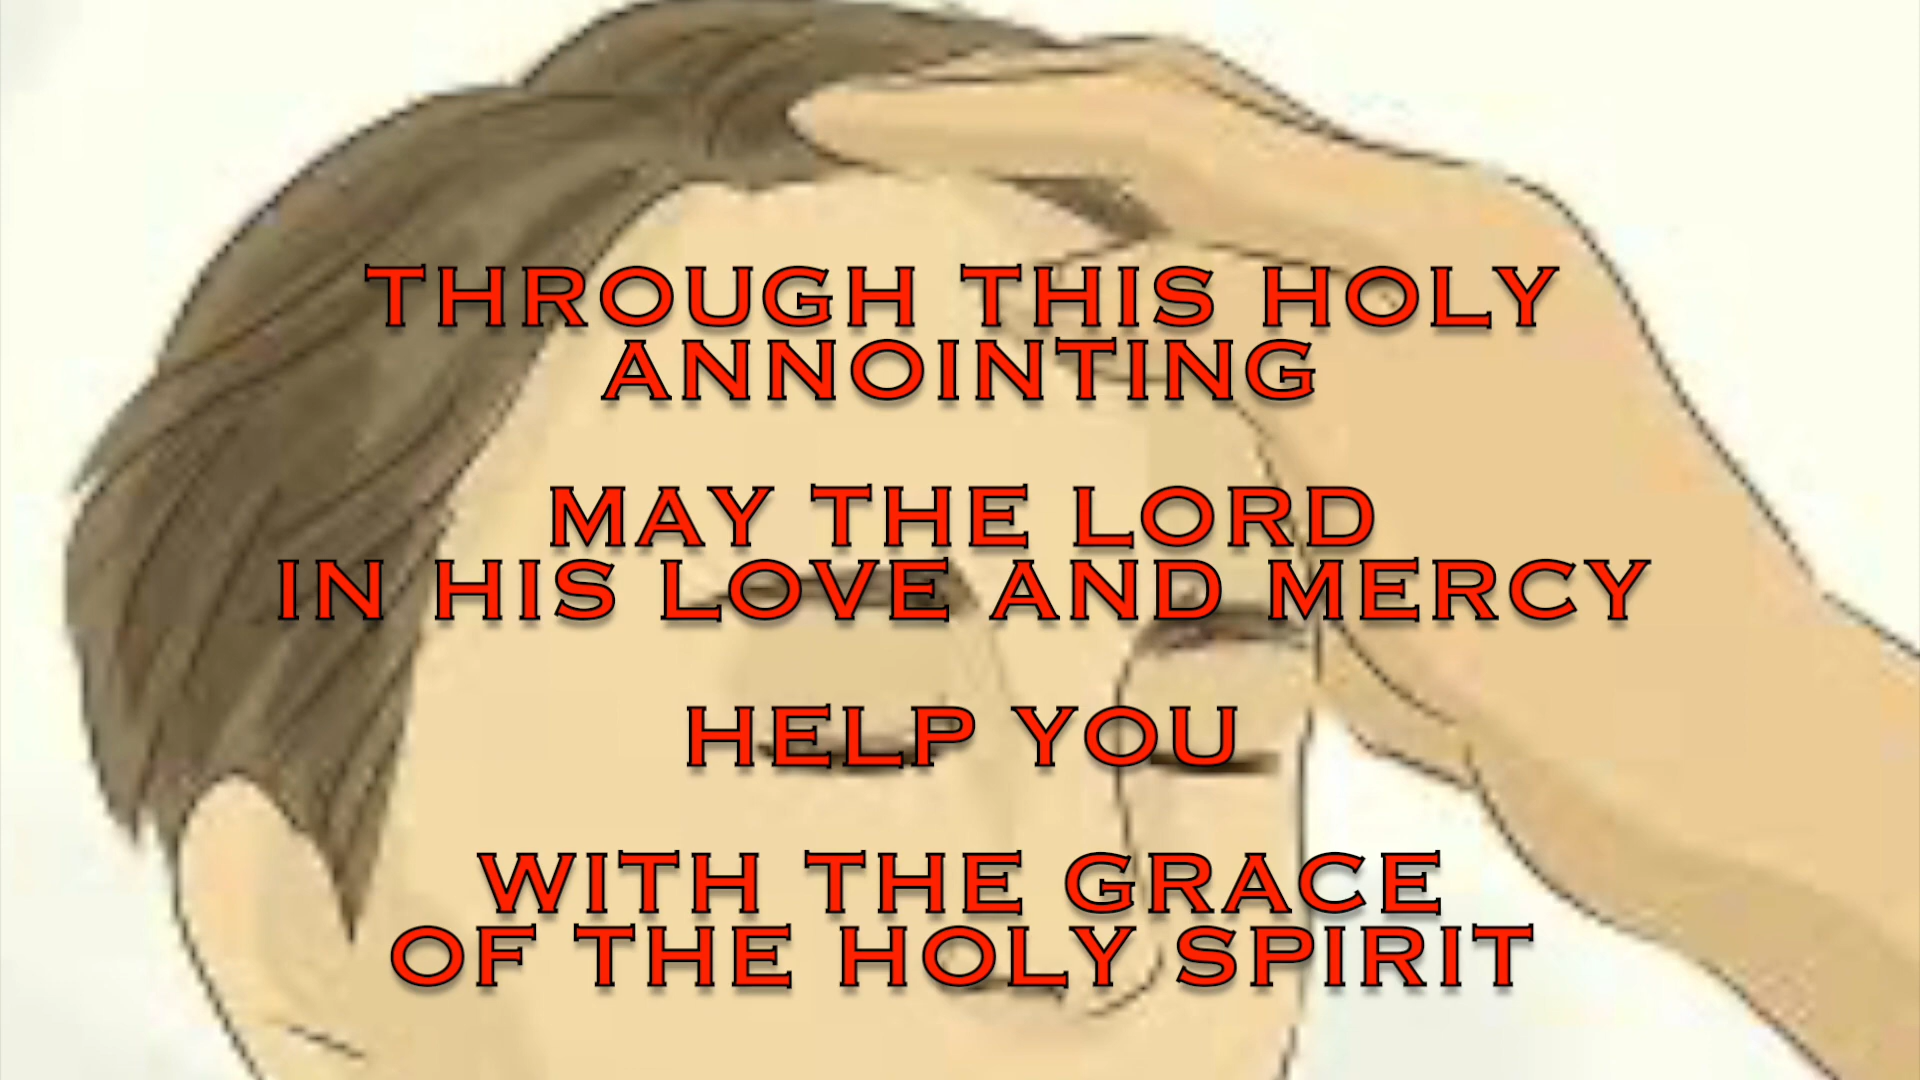 THROUGH THIS HOLY
ANNOINTING
MAY THE LORD
IN HIS LOVE AND MERCY
HELP YOU
WITH THE GRACE
OF THE HOLY SPIRIT